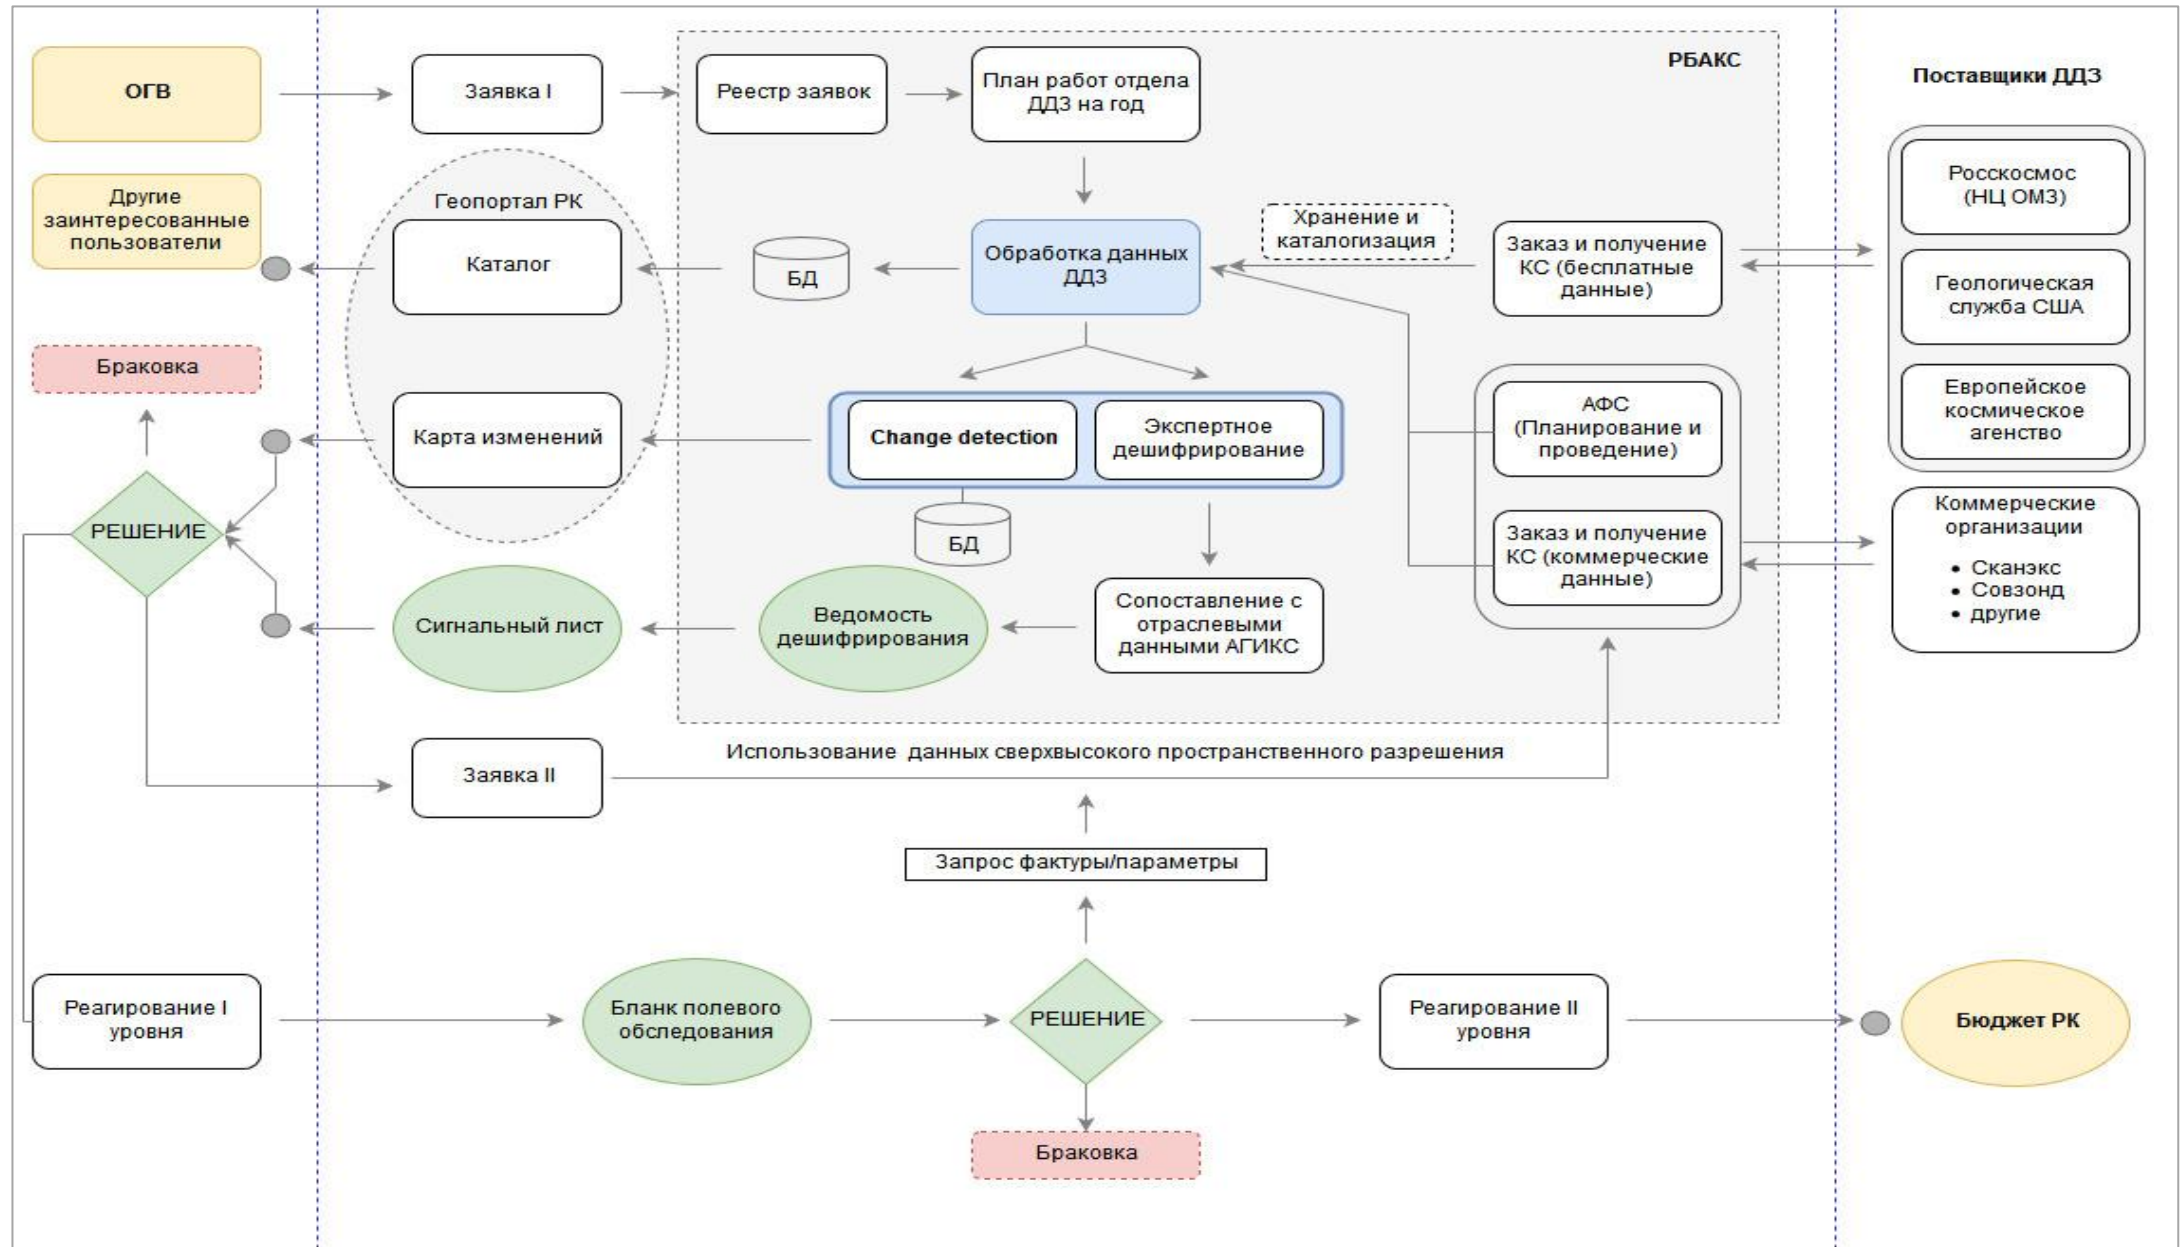 ОГВ
Заявка I
Реестр заявок
План работ отдела
ДДЗ на год
РБАКС
Поставщики ДДЗ
Другие
заинтересованные
пользователи
Геопортал РК
Каталог
БД
Обработка данных
ДДЗ
Хранение и
каталогизация
Заказ и получение
КС (бесплатные
данные)
Росскосмос
(НЦ ОМЗ)
Геологическая
служба США
Европейское
космическое
агенство
Браковка
Карта изменений
Change detection
Экспертное
дешифрирование
АФС
(Планирование и
проведение)
РЕШЕНИЕ
БД
Заказ и получение
КС (коммерческие
данные)
Коммерческие
организации
• Сканэкс
• Совзонд
• другие
Сигнальный лист
Ведомость
дешифрирования
Сопоставление с
отраслевыми
данными АГИКС
Заявка II
Использование данных сверхвысокого пространственного разрешения
Запрос фактуры/параметры
Реагирование I
уровня
Бланк полевого
обследования
РЕШЕНИЕ
Реагирование II
уровня
Бюджет РК
Браковка